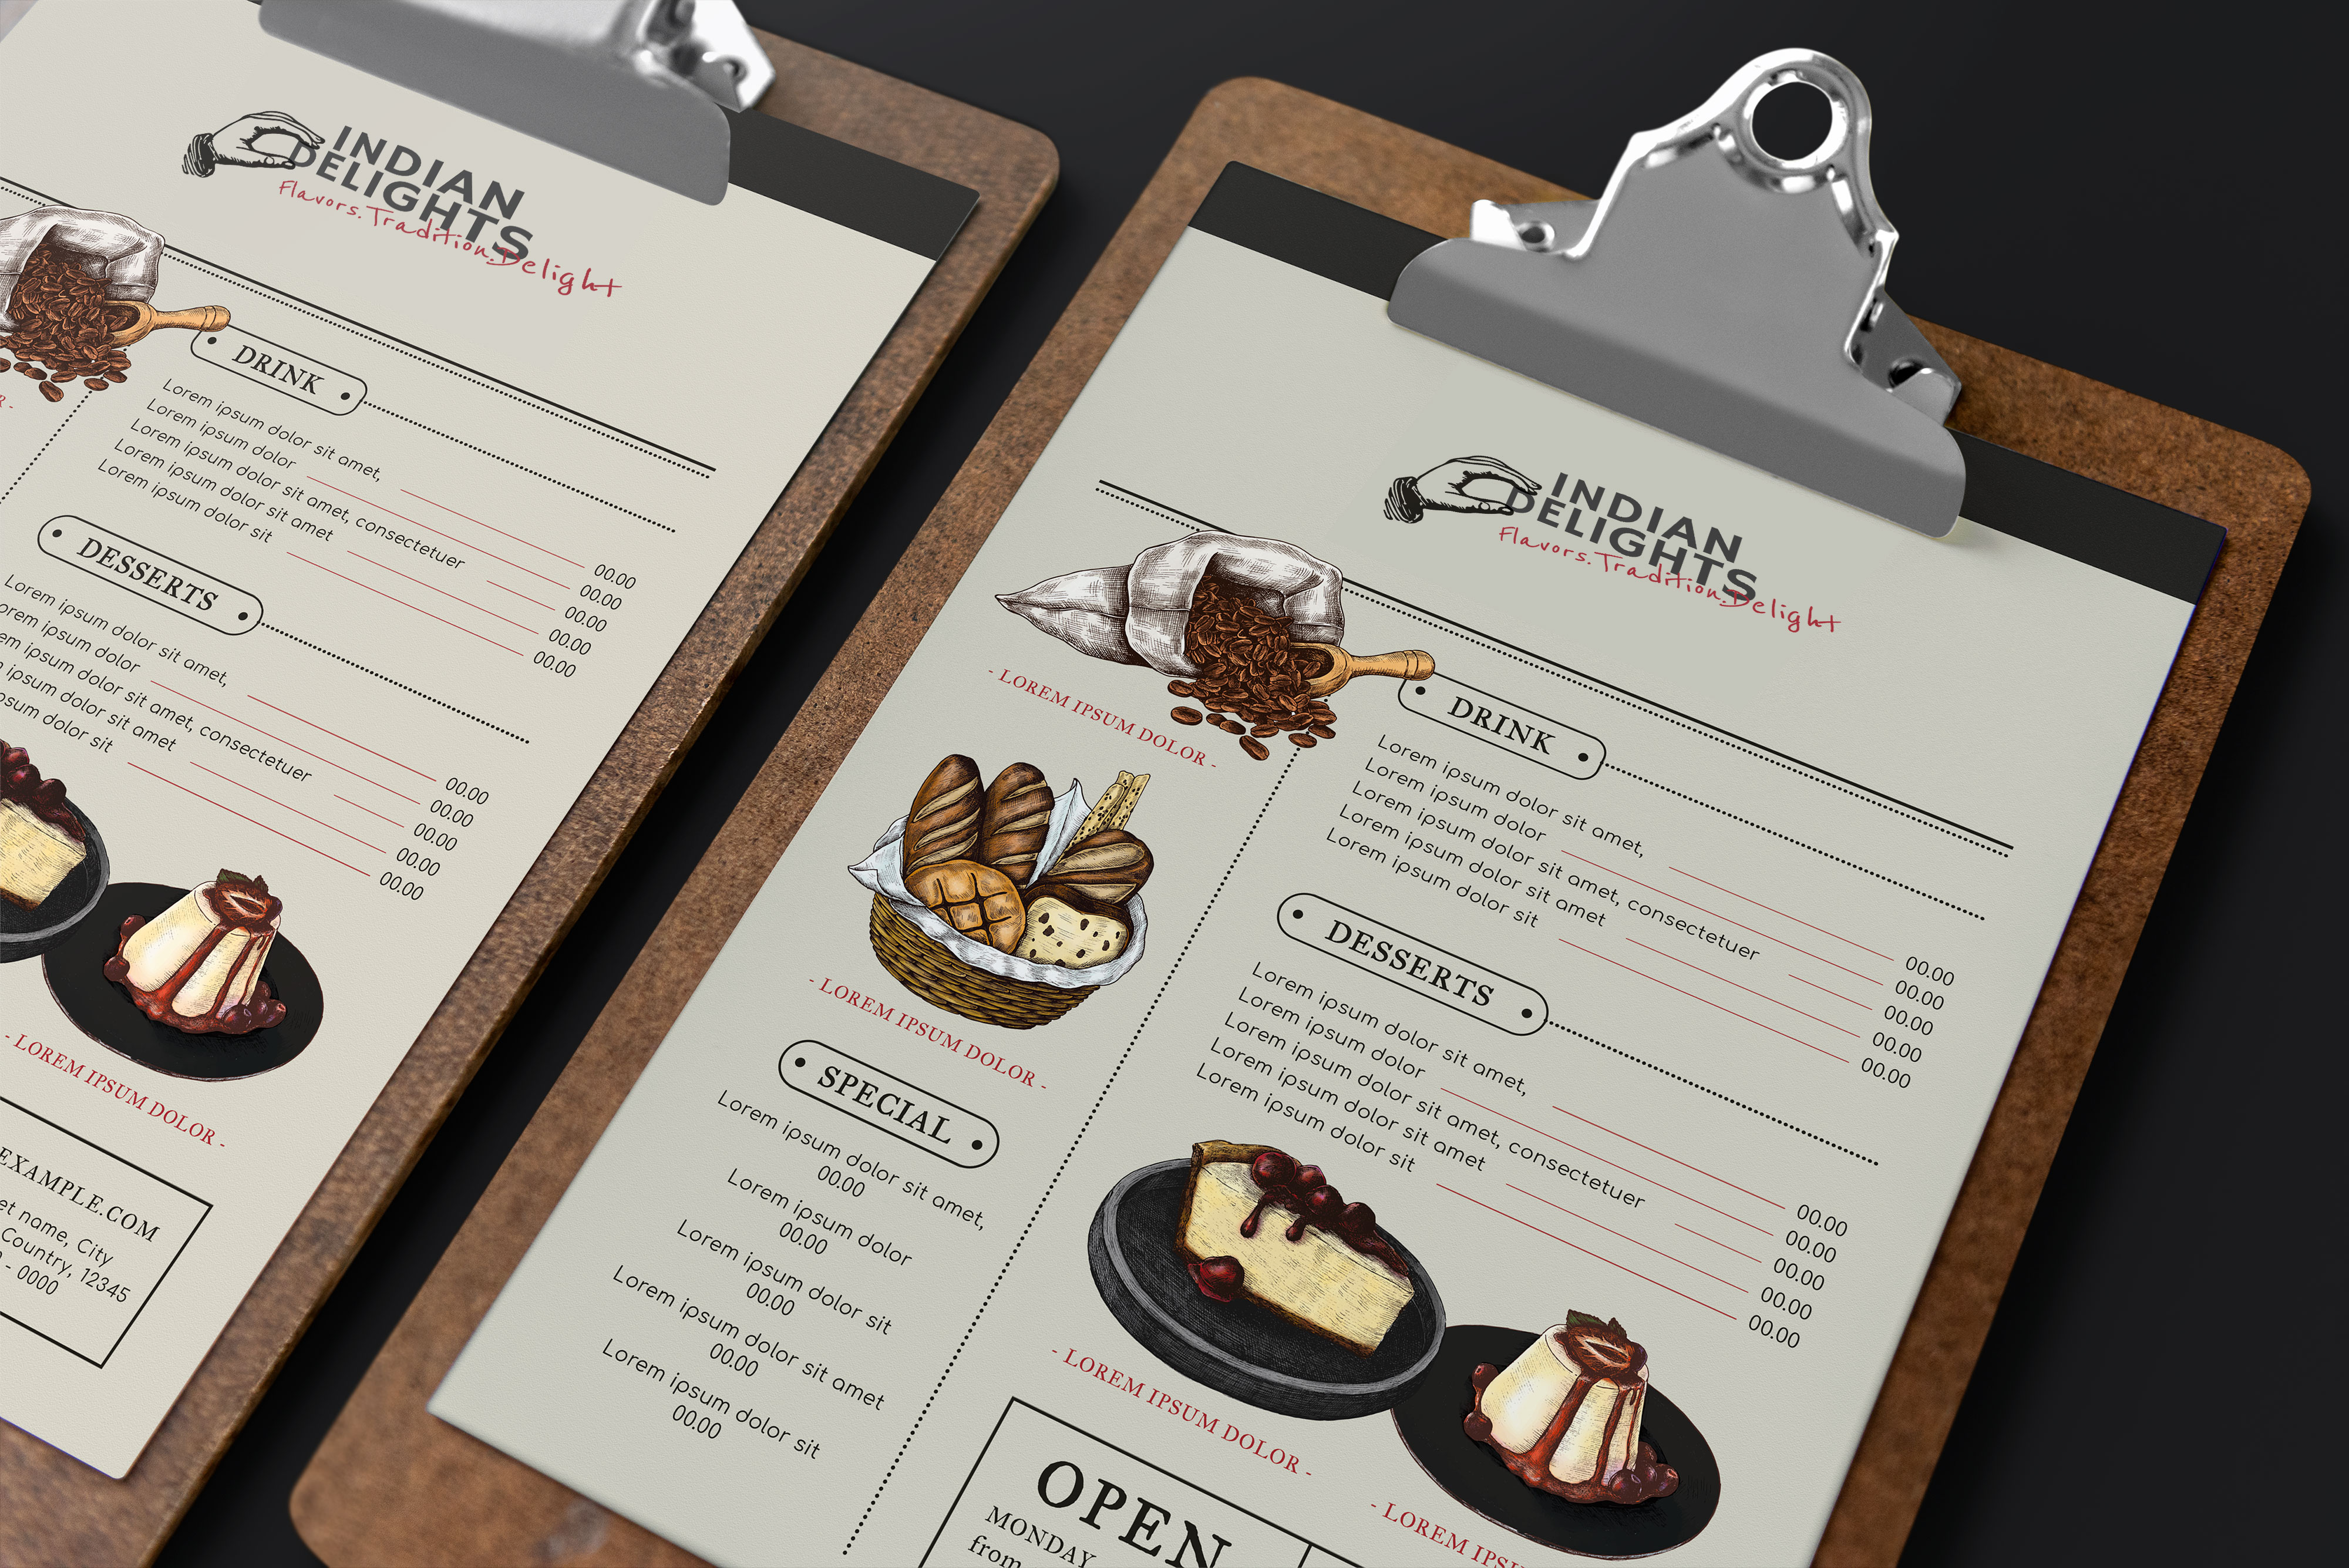 INDIAN
DELIGHTS
Flavors.Tradition.Delight
DRINK
Lorem ipsum dolor sit amet, 00.00
Lorem ipsum dolor 00.00
Lorem ipsum dolor sit amet, consectetuer 00.00
Lorem ipsum dolor sit amet 00.00
Lorem ipsum dolor sit 00.00
DESSERTS
Lorem ipsum dolor sit amet, 00.00
Lorem ipsum dolor 00.00
ipsum dolor sit amet, consectetuer 00.00
ipsum dolor sit amet 00.00
ipsum dolor sit 00.00
- LOREM IPSUM DOLOR -
EXAMPLE.COM
name, City
Country, 12345
- 0000
INDIAN
DELIGHTS
Flavors.Tradition.Delight
- LOREM IPSUM DOLOR -
- LOREM IPSUM DOLOR -
SPECIAL
Lorem ipsum dolor sit amet,
00.00
Lorem ipsum dolor
00.00
Lorem ipsum dolor sit
00.00
Lorem ipsum dolor sit amet
00.00
Lorem ipsum dolor sit
00.00
DRINK
Lorem ipsum dolor sit amet, 00.00
Lorem ipsum dolor 00.00
Lorem ipsum dolor sit amet, consectetuer 00.00
Lorem ipsum dolor sit amet 00.00
Lorem ipsum dolor sit 00.00
DESSERTS
Lorem ipsum dolor sit amet, 00.00
Lorem ipsum dolor 00.00
Lorem ipsum dolor sit amet, consectetuer 00.00
Lorem ipsum dolor sit amet 00.00
Lorem ipsum dolor sit 00.00
- LOREM IPSUM DOLOR -
- LOREM
OPEN
MONDAY
from